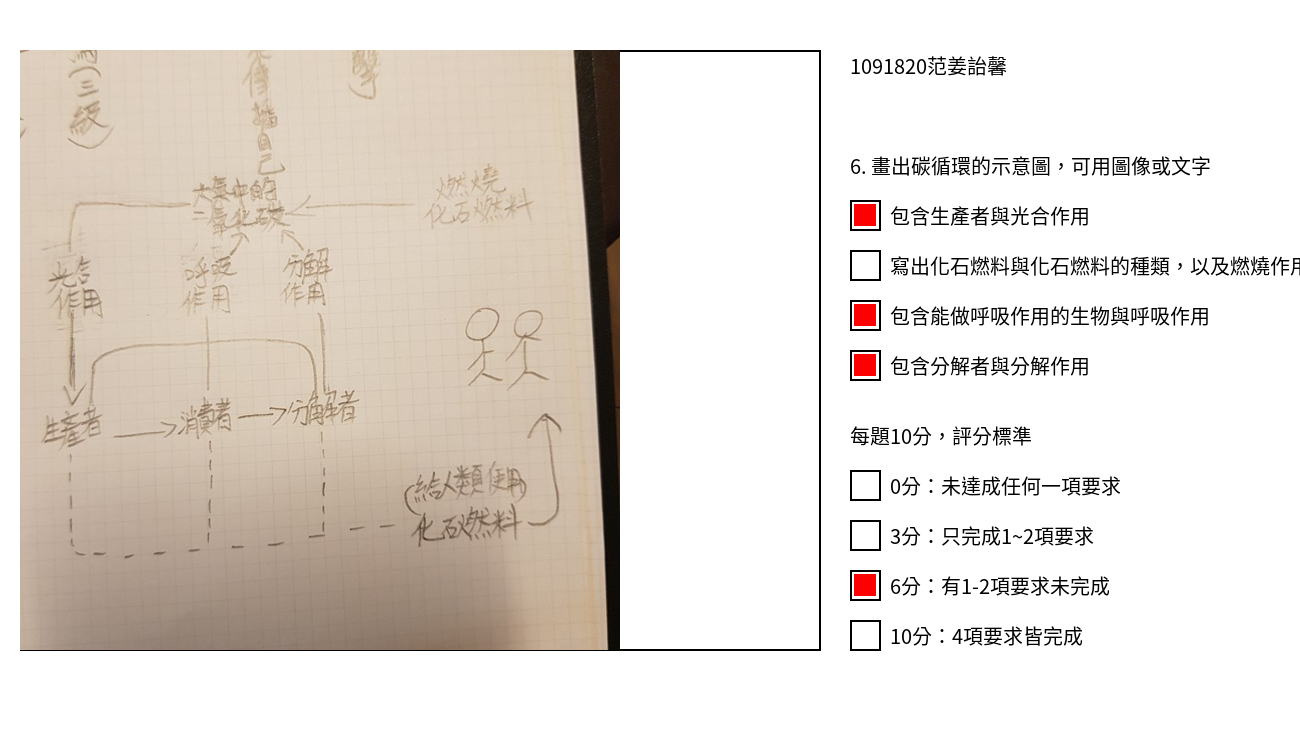 (三級)
傳播自己
大氣中的
二氧化碳
燃燒
化石燃料
光合
作用
呼吸
作用
分解
作用
生產者
消費者
分解者
(給人類使用)
化石燃料
1091820范姜詒馨
6. 畫出碳循環的示意圖，可用圖像或文字
包含生產者與光合作用
寫出化石燃料與化石燃料的種類，以及燃燒作用
包含能做呼吸作用的生物與呼吸作用
包含分解者與分解作用
每題10分，評分標準
0分：未達成任何一項要求
3分：只完成1~2項要求
6分：有1-2項要求未完成
10分：4項要求皆完成